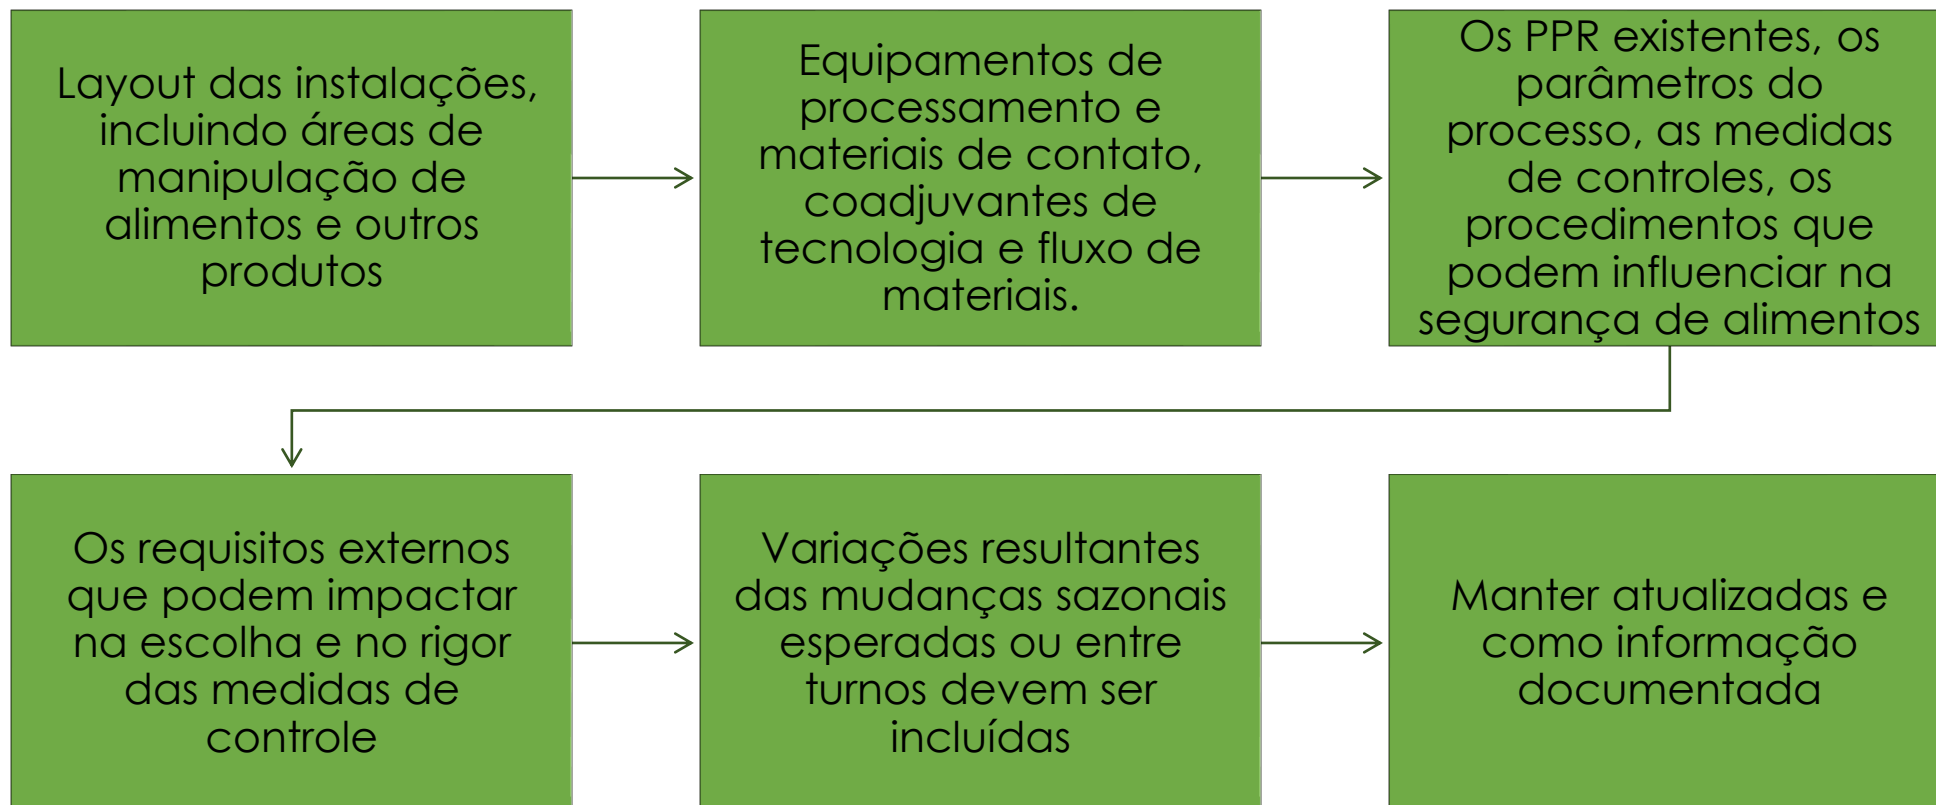 Layout das instalações,
incluindo áreas de
manipulação de
alimentos e outros
produtos
Equipamentos de
processamento e
materiais de contato,
coadjuvantes de
tecnologia e fluxo de
materiais.
Os PPR existentes, os
parâmetros do
processo, as medidas
de controles, os
procedimentos que
podem influenciar na
segurança de alimentos
Os requisitos externos
que podem impactar
na escolha e no rigor
das medidas de
controle
Variações resultantes
das mudanças sazonais
esperadas ou entre
turnos devem ser
incluídas
Manter atualizadas e
como informação
documentada